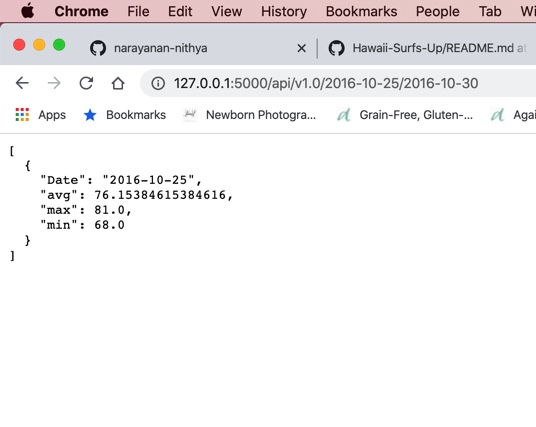 Chrome File Edit View History Bookmarks People Tab Wi
narayanan-nithya × Hawaii-Surfs-Up/README.md at
127.0.0.1:5000/api/v1.0/2016-10-25/2016-10-30
Apps Bookmarks Newborn Photogra... Grain-Free, Gluten-... Agai
[
{
"Date": "2016-10-25",
"avg": 76.15384615384616,
"max": 81.0,
"min": 68.0
}
]